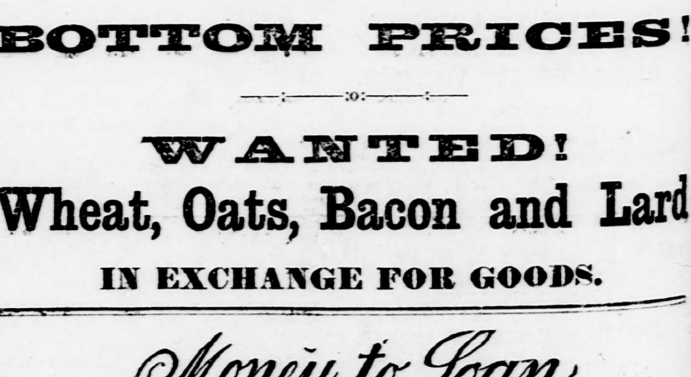 BOTTOM PRICES!
:o:
WANTED!
Wheat, Oats, Bacon and Lard
IN EXCHANGE FOR GOODS.
Money to Loan,